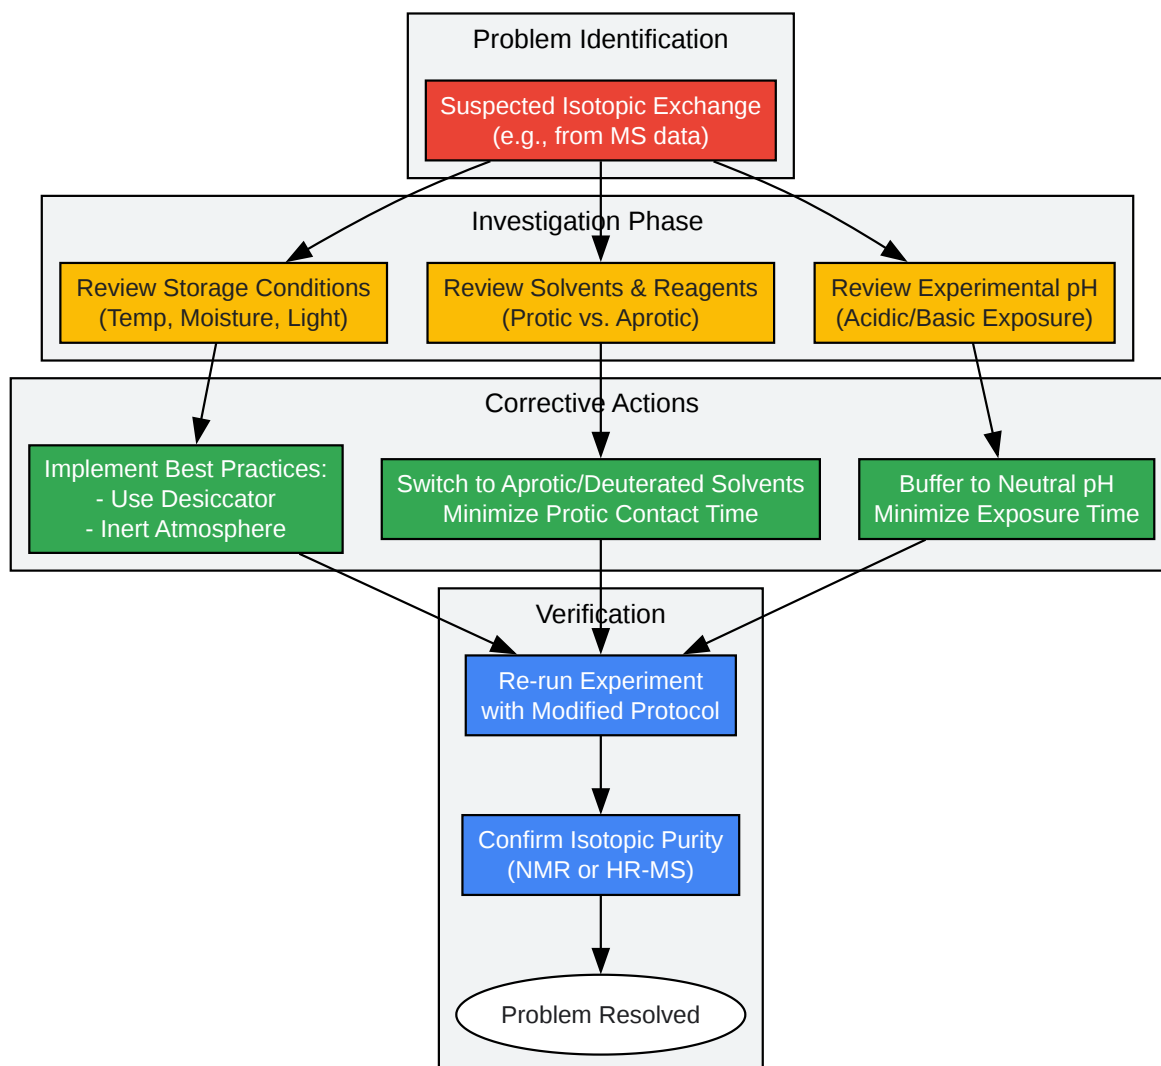 Problem Identification
Suspected Isotopic Exchange
(e.g., from MS data)
Investigation Phase
Review Storage Conditions
(Temp, Moisture, Light)
Review Solvents & Reagents
(Protic vs. Aprotic)
Review Experimental pH
(Acidic/Basic Exposure)
Corrective Actions
Implement Best Practices:
- Use Desiccator
- Inert Atmosphere
Switch to Aprotic/Deuterated Solvents
Minimize Protic Contact Time
Buffer to Neutral pH
Minimize Exposure Time
Verification
Re-run Experiment
with Modified Protocol
Confirm Isotopic Purity
(NMR or HR-MS)
Problem Resolved